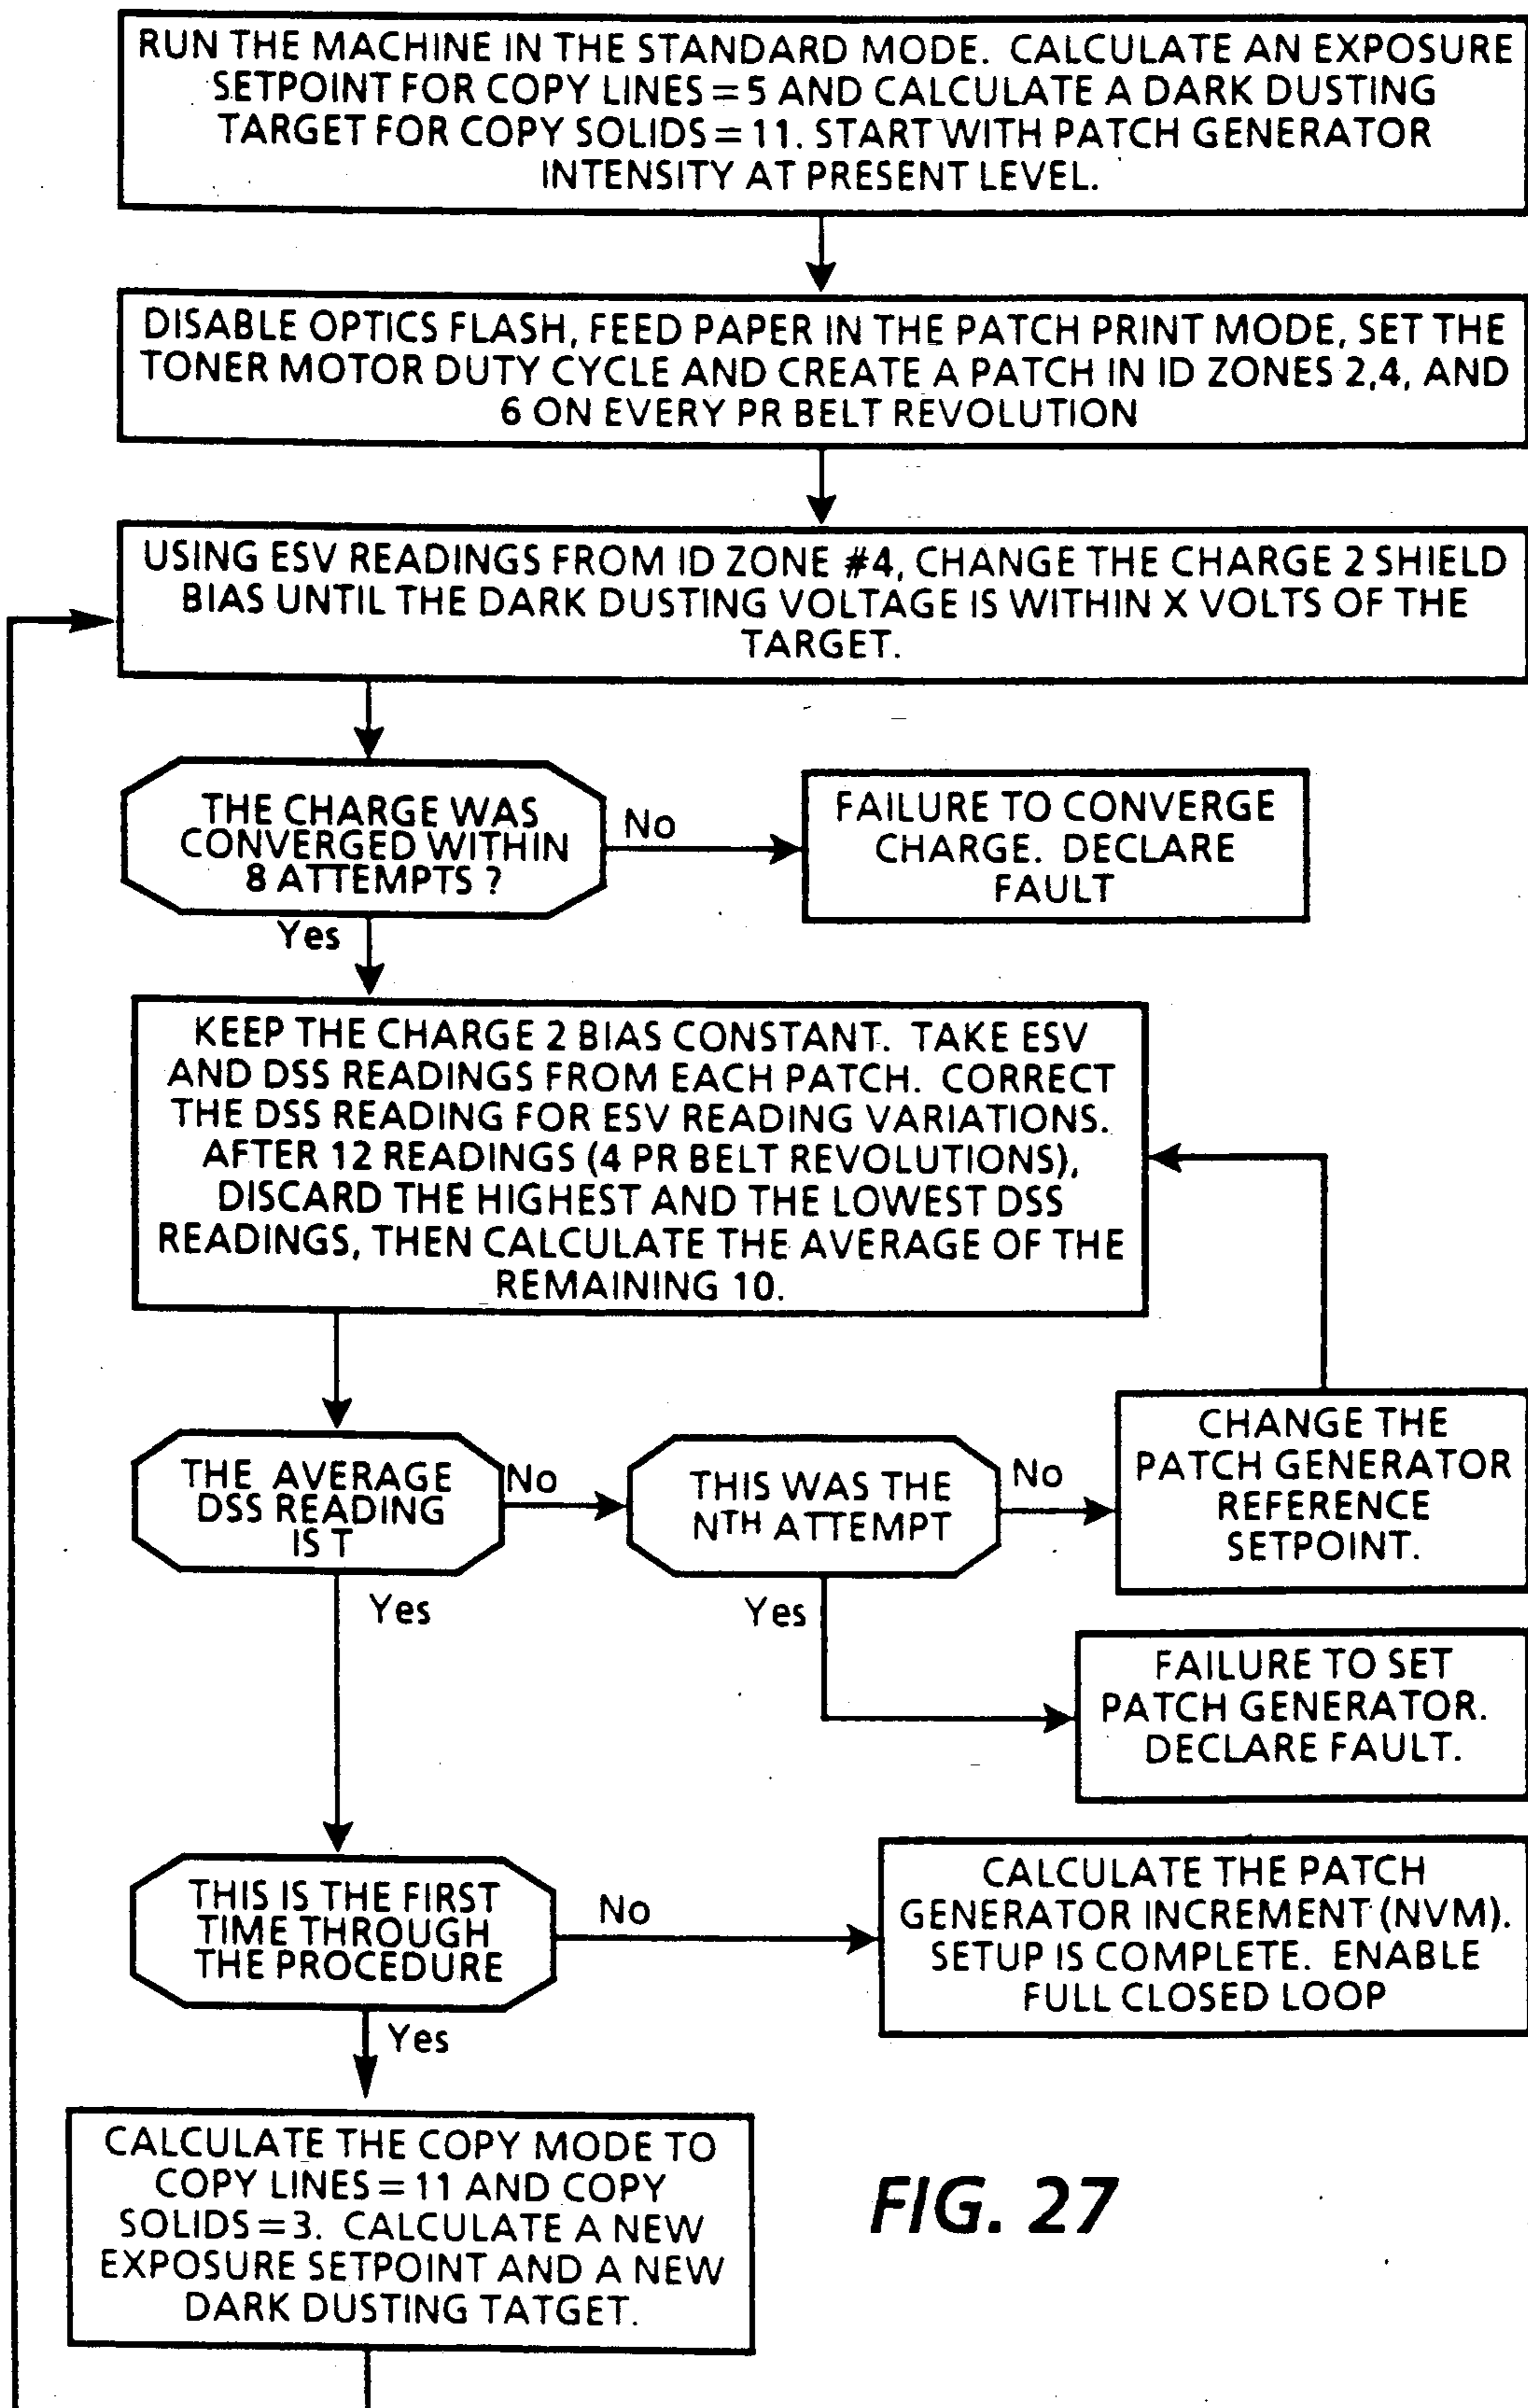 RUN THE MACHINE IN THE STANDARD MODE. CALCULATE AN EXPOSURE
SETPOINT FOR COPY LINES = 5 AND CALCULATE A DARK DUSTING
TARGET FOR COPY SOLIDS = 11. START WITH PATCH GENERATOR
INTENSITY AT PRESENT LEVEL.
DISABLE OPTICS FLASH, FEED PAPER IN THE PATCH PRINT MODE, SET THE
TONER MOTOR DUTY CYCLE AND CREATE A PATCH IN ID ZONES 2,4, AND
6 ON EVERY PR BELT REVOLUTION
USING ESV READINGS FROM ID ZONE #4, CHANGE THE CHARGE 2 SHIELD
BIAS UNTIL THE DARK DUSTING VOLTAGE IS WITHIN X VOLTS OF THE
TARGET.
THE CHARGE WAS
CONVERGED WITHIN
8 ATTEMPTS ?
No
FAILURE TO CONVERGE
CHARGE. DECLARE
FAULT
Yes
KEEP THE CHARGE 2 BIAS CONSTANT. TAKE ESV
AND DSS READINGS FROM EACH PATCH. CORRECT
THE DSS READING FOR ESV READING VARIATIONS.
AFTER 12 READINGS (4 PR BELT REVOLUTIONS),
DISCARD THE HIGHEST AND THE LOWEST DSS
READINGS, THEN CALCULATE THE AVERAGE OF THE
REMAINING 10.
THE AVERAGE
DSS READING
IS T
No
THIS WAS THE
NTH ATTEMPT
No
CHANGE THE
PATCH GENERATOR
REFERENCE
SETPOINT.
Yes
Yes
FAILURE TO SET
PATCH GENERATOR.
DECLARE FAULT.
THIS IS THE FIRST
TIME THROUGH
THE PROCEDURE
No
CALCULATE THE PATCH
GENERATOR INCREMENT (NVM).
SETUP IS COMPLETE. ENABLE
FULL CLOSED LOOP
Yes
CALCULATE THE COPY MODE TO
COPY LINES = 11 AND COPY
SOLIDS = 3. CALCULATE A NEW
EXPOSURE SETPOINT AND A NEW
DARK DUSTING TATGET.
FIG. 27